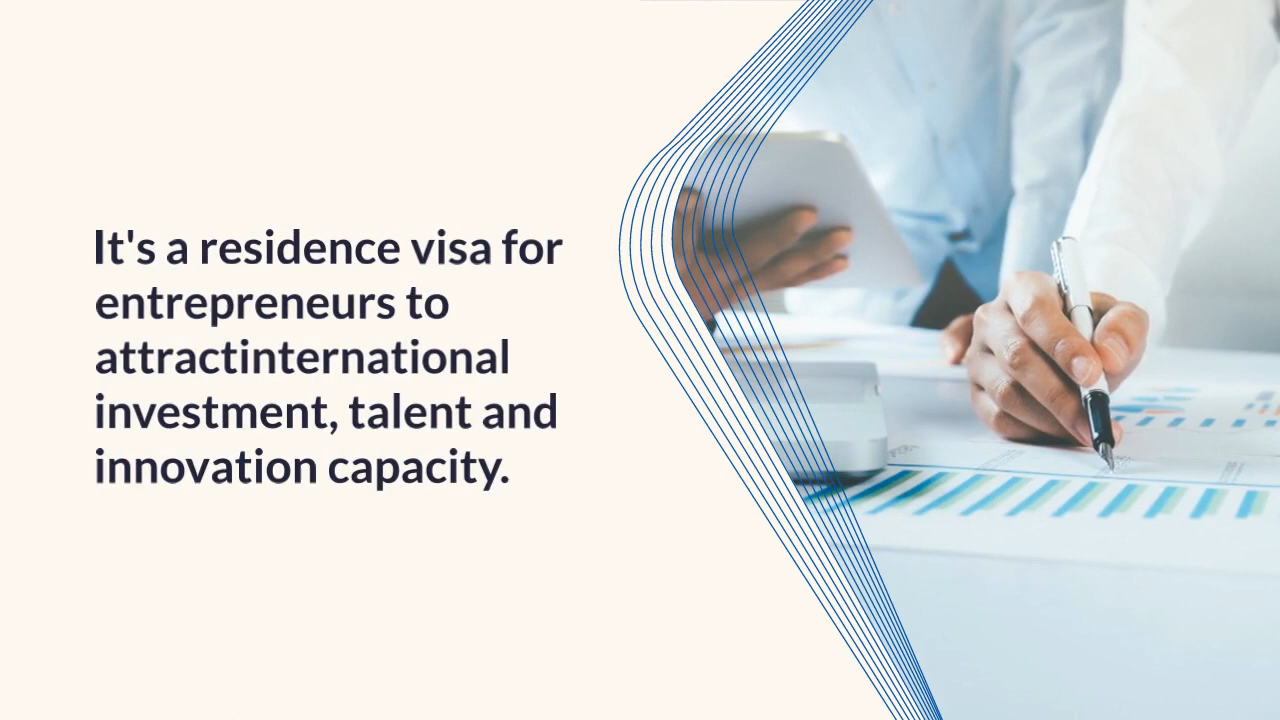 It's a residence visa for
entrepreneurs to
attractinternational
investment, talent and
innovation capacity.